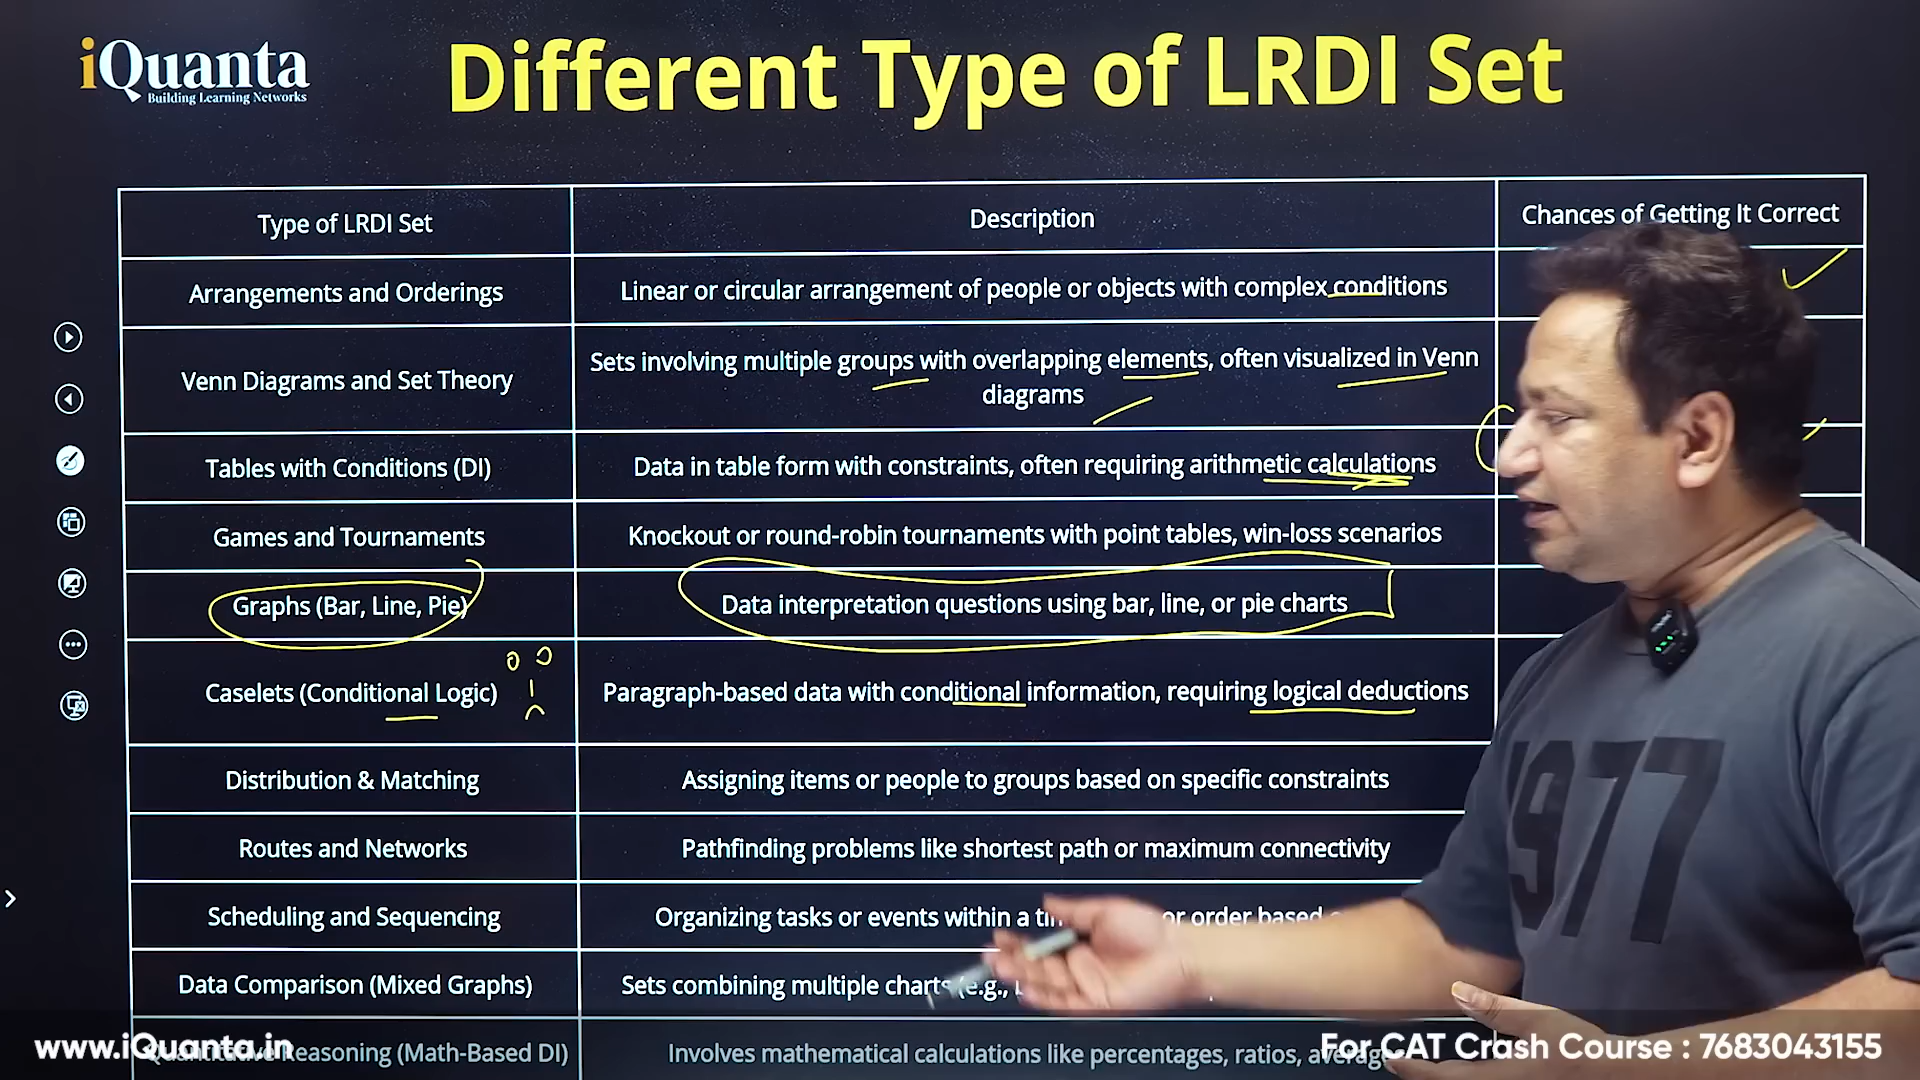 iQuanta
Building Learning Networks
Different Type of LRDI Set
Type of LRDI Set
Description
Chances of Getting It Correct
Arrangements and Orderings
Linear or circular arrangement of people or objects with complex conditions
Venn Diagrams and Set Theory
Sets involving multiple groups with overlapping elements, often visualized in Venn
diagrams
Tables with Conditions (DI)
Data in table form with constraints, often requiring arithmetic calculations
Games and Tournaments
Knockout or round-robin tournaments with point tables, win-loss scenarios
Graphs (Bar, Line, Pie)
Data interpretation questions using bar, line, or pie charts
Caselets (Conditional Logic)
Paragraph-based data with conditional information, requiring logical deductions
Distribution & Matching
Assigning items or people to groups based on specific constraints
Routes and Networks
Pathfinding problems like shortest path or maximum connectivity
Scheduling and Sequencing
Organizing tasks or events within a or order based
Data Comparison (Mixed Graphs)
Sets combining multiple charts (e.g.,
Reasoning (Math-Based DI)
Involves mathematical calculations like percentages, ratios,
1977
www.iQuanta.in
For CAT Crash Course : 7683043155